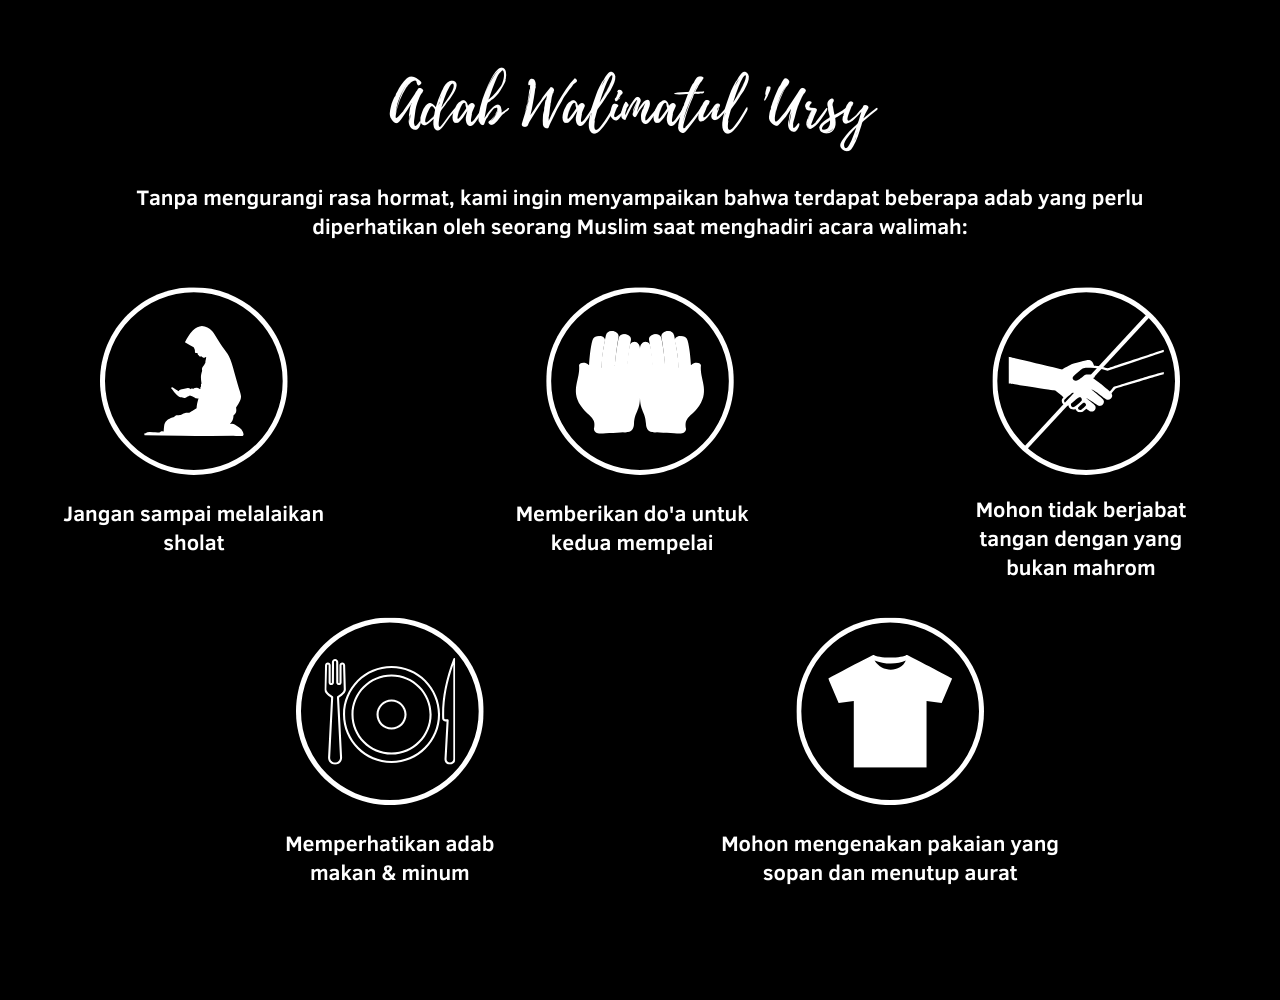 Adab Walimatul 'Ursy
Tanpa mengurangi rasa hormat, kami ingin menyampaikan bahwa terdapat beberapa adab yang perlu
diperhatikan oleh seorang Muslim saat menghadiri acara walimah:
Jangan sampai melalaikan
sholat
Memberikan do'a untuk
kedua mempelai
Mohon tidak berjabat
tangan dengan yang
bukan mahrom
Memperhatikan adab
makan & minum
Mohon mengenakan pakaian yang
sopan dan menutup aurat